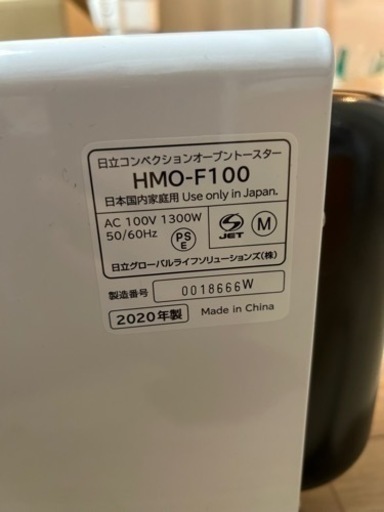 日立コンベクションオーブントースター
HMO-F100
日本国内家庭用 Use only in Japan.
AC 100V 1300W
50/60Hz
PS
E
JET
M
日立グローバルライフソリューションズ(株)
製造番号 0018666W
2020年製 Made in China